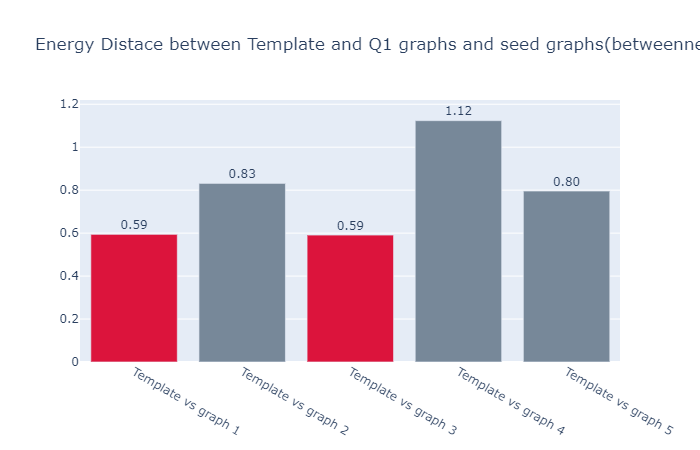 Energy Distace between Template and Q1 graphs and seed graphs(betweenne
1.2
1
0.8
0.6
0.4
0.2
0
0.59
0.83
0.59
1.12
0.80
Template vs graph 1
Template vs graph 2
Template vs graph 3
Template vs graph 4
Template vs graph 5